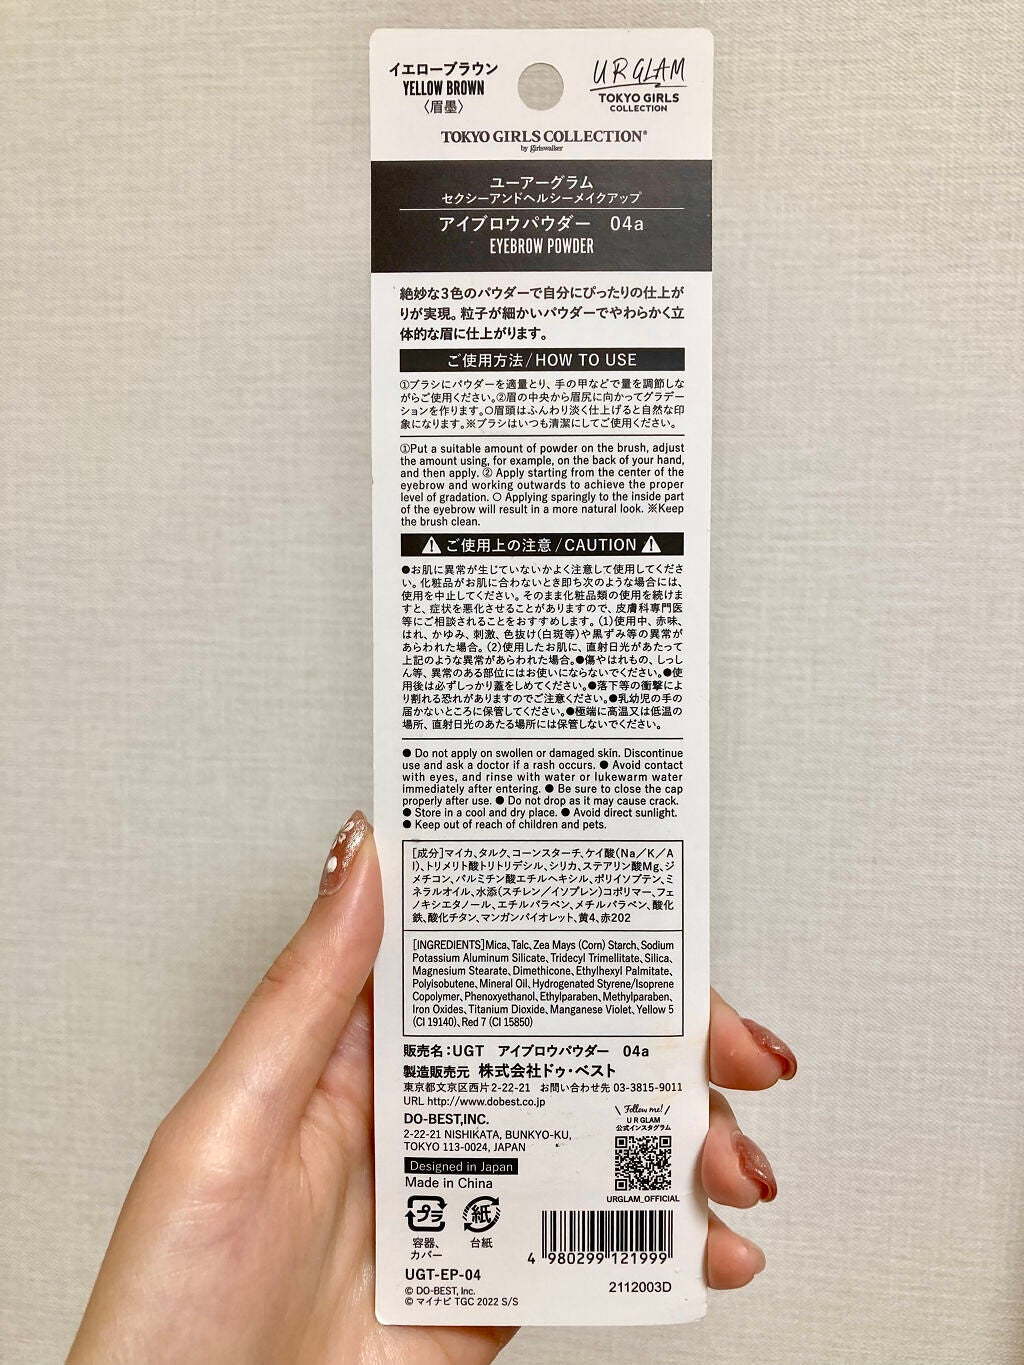 イエローブラウン
YELLOW BROWN
〈眉墨〉
UR GLAM
TOKYO GIRLS
COLLECTION
TOKYO GIRLS COLLECTION®
by girlswalker
ユーアーグラム
セクシーアンドヘルシーメイクアップ
アイブロウパウダー 04a
EYEBROW POWDER
絶妙な3色のパウダーで自分にぴったりの仕上が
りが実現。粒子が細かいパウダーでやわらかく立
体的な眉に仕上がります。
ご使用方法/HOW TO USE
①ブラシにパウダーを適量とり、手の甲などで量を調節しな
がらご使用ください。②眉の中央から眉尻に向かってグラデー
ションを作ります。○眉頭はふんわり淡く仕上げると自然な印
象になります。※ブラシはいつも清潔にしてご使用ください。
①Put a suitable amount of powder on the brush, adjust
the amount using, for example, on the back of your hand,
and then apply. ② Apply starting from the center of the
eyebrow and working outwards to achieve the proper
level of gradation. ○ Applying sparingly to the inside part
of the eyebrow will result in a more natural look. ※Keep
the brush clean.
ご使用上の注意/CAUTION
●お肌に異常が生じていないかよく注意して使用してくださ
い。化粧品がお肌に合わないとき即ち次のような場合には、
使用を中止してください。そのまま化粧品類の使用を続けま
すと、症状を悪化させることがありますので、皮膚科専門医
等にご相談されることをおすすめします。(1)使用中、赤味、
はれ、かゆみ、刺激、色抜け(白斑等)や黒ずみ等の異常が
あらわれた場合。(2)使用したお肌に、直射日光があたって
上記のような異常があらわれた場合。●傷やはれもの、しっし
ん等、異常のある部位にはお使いにならないでください。●使
用後は必ずしっかり蓋をしめてください。●落下等の衝撃によ
り割れる恐れがありますのでご注意ください。●乳幼児の手の
届かないところに保管してください。●極端に高温又は低温の
場所、直射日光のあたる場所には保管しないでください。
● Do not apply on swollen or damaged skin. Discontinue
use and ask a doctor if a rash occurs. ● Avoid contact
with eyes, and rinse with water or lukewarm water
immediately after entering. ● Be sure to close the cap
properly after use. ● Do not drop as it may cause crack.
● Store in a cool and dry place. ● Avoid direct sunlight.
● Keep out of reach of children and pets.
[成分]マイカ、タルク、コーンスターチ、ケイ酸(Na/K/A
l)、トリメリト酸トリトリデシル、シリカ、ステアリン酸Mg、ジ
メチコン、パルミチン酸エチルヘキシル、ポリイソブテン、ミ
ネラルオイル、水添(スチレン/イソプレン)コポリマー、フェ
ノキシエタノール、エチルパラベン、メチルパラベン、酸化
鉄、酸化チタン、マンガンバイオレット、黄4、赤202
[INGREDIENTS]Mica、Talc、Zea Mays (Corn) Starch、Sodium
Potassium Aluminum Silicate、Tridecyl Trimellitate、Silica、
Magnesium Stearate、Dimethicone、Ethylhexyl Palmitate、
Polyisobutene、Mineral Oil、Hydrogenated Styrene/Isoprene
Copolymer、Phenoxyethanol、Ethylparaben、Methylparaben、
Iron Oxides、Titanium Dioxide、Manganese Violet、Yellow 5
(CI 19140)、Red 7 (CI 15850)
販売名:UGT アイブロウパウダー 04a
製造販売元 株式会社ドゥ・ベスト
東京都文京区西片2-22-21 お問い合わせ先 03-3815-9011
URL http://www.dobest.co.jp
DO-BEST,INC.
2-22-21 NISHIKATA, BUNKYO-KU,
TOKYO 113-0024, JAPAN
Designed in Japan
Made in China
Follow me!
UR GLAM
公式インスタグラム
URGLAM_OFFICIAL
プラ
容器、
カバー
紙
台紙
4 980299 121999
UGT-EP-04
© DO-BEST, Inc.
© マイナビ TGC 2022 S/S
2112003D